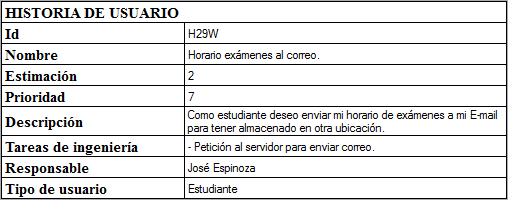 HISTORIA DE USUARIO
Id H29W
Nombre Horario exámenes al correo.
Estimación 2
Prioridad 7
Descripción Como estudiante deseo enviar mi horario de exámenes a mi E-mail
para tener almacenado en otra ubicación.
Tareas de ingeniería - Petición al servidor para enviar correo.
Responsable José Espinoza
Tipo de usuario Estudiante